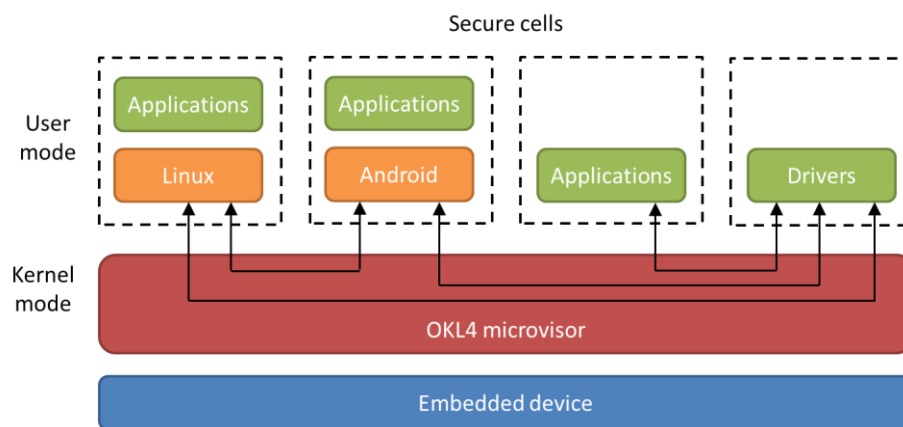 Secure cells
User
mode
Applications
Applications
Linux
Android
Applications
Drivers
Kernel
mode
OKL4 microvisor
Embedded device